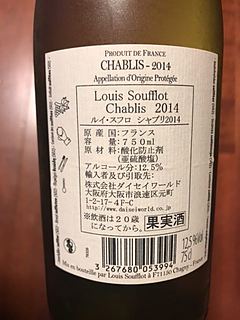 PRODUIT DE FRANCE
CHABLIS - 2014
Appellation d'Origine Protégée
Louis Soufflot
Chablis 2014
ルイ・スフロ シャブリ2014
原産国：フランス
容量：750ml
原材料：酸化防止剤
(亜硫酸塩)
アルコール分：12.5%
輸入者及び引取先：
株式会社ダイセイワールド
大阪府大阪市浪速区元町
1-2-17-4F-C
http://www.daiseiworld.co.jp
※飲酒は20歳
になってから。
果実酒
3 267680 053994
12,5% Vol
75cl
Mis en bouteille par Louis Soufflot à F71150 Chagny - France